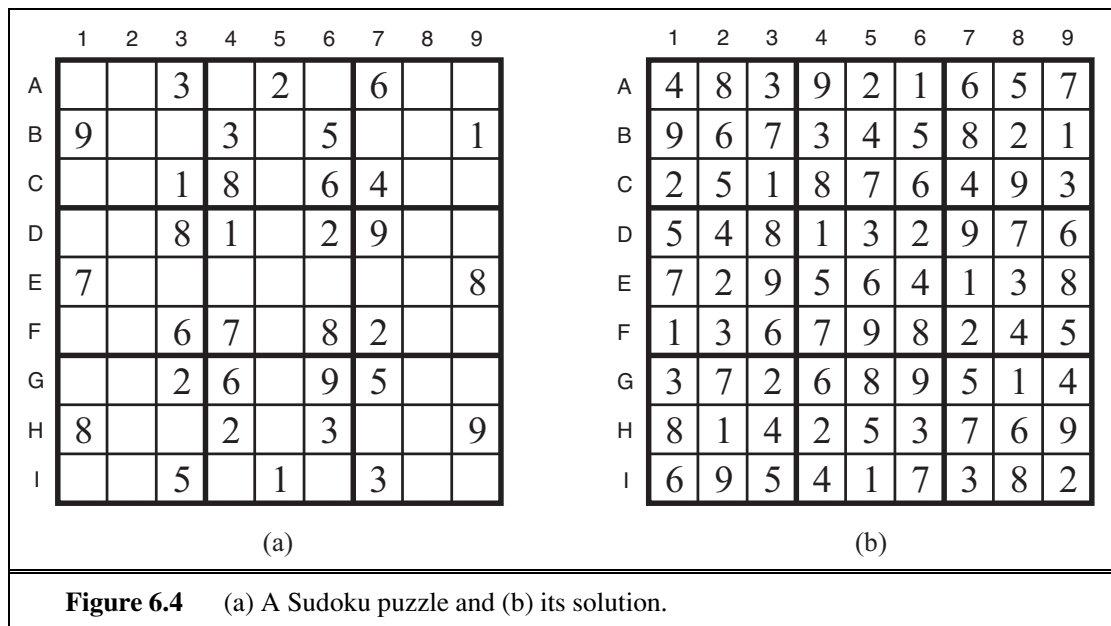 1 2 3 4 5 6 7 8 9
A 3 2 6
B 9 3 5 1
C 1 8 6 4
D 8 1 2 9
E 7 8
F 6 7 8 2
G 2 6 9 5
H 8 2 3 9
I 5 1 3
(a)
1 2 3 4 5 6 7 8 9
A 4 8 3 9 2 1 6 5 7
B 9 6 7 3 4 5 8 2 1
C 2 5 1 8 7 6 4 9 3
D 5 4 8 1 3 2 9 7 6
E 7 2 9 5 6 4 1 3 8
F 1 3 6 7 9 8 2 4 5
G 3 7 2 6 8 9 5 1 4
H 8 1 4 2 5 3 7 6 9
I 6 9 5 4 1 7 3 8 2
(b)
Figure 6.4 (a) A Sudoku puzzle and (b) its solution.